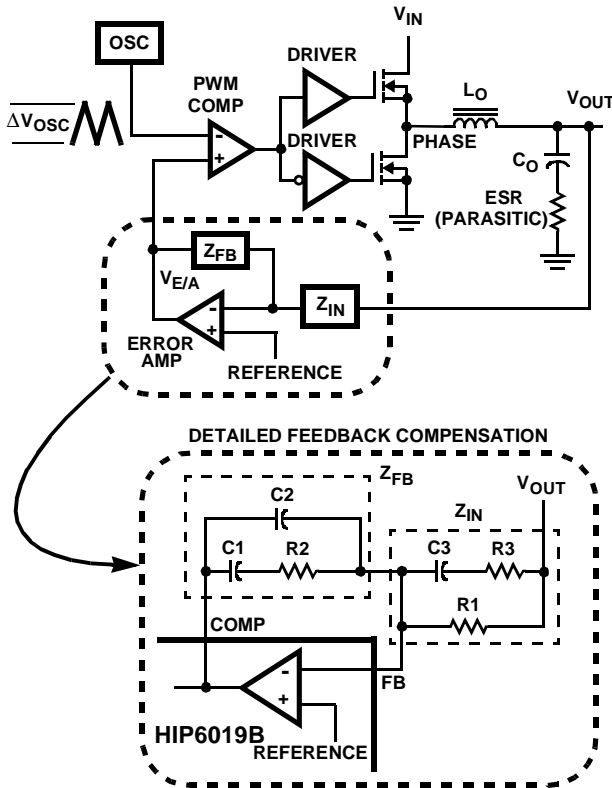 V_IN
OSC
DRIVER
PWM
COMP
L_O
V_OUT
ΔV_OSC
-
+
DRIVER
PHASE
C_O
ESR
(PARASITIC)
Z_FB
V_E/A
Z_IN
-
+
ERROR
AMP
REFERENCE
DETAILED FEEDBACK COMPENSATION
Z_FB
V_OUT
C2
Z_IN
C1
R2
C3
R3
R1
COMP
-
+
FB
HIP6019B
REFERENCE